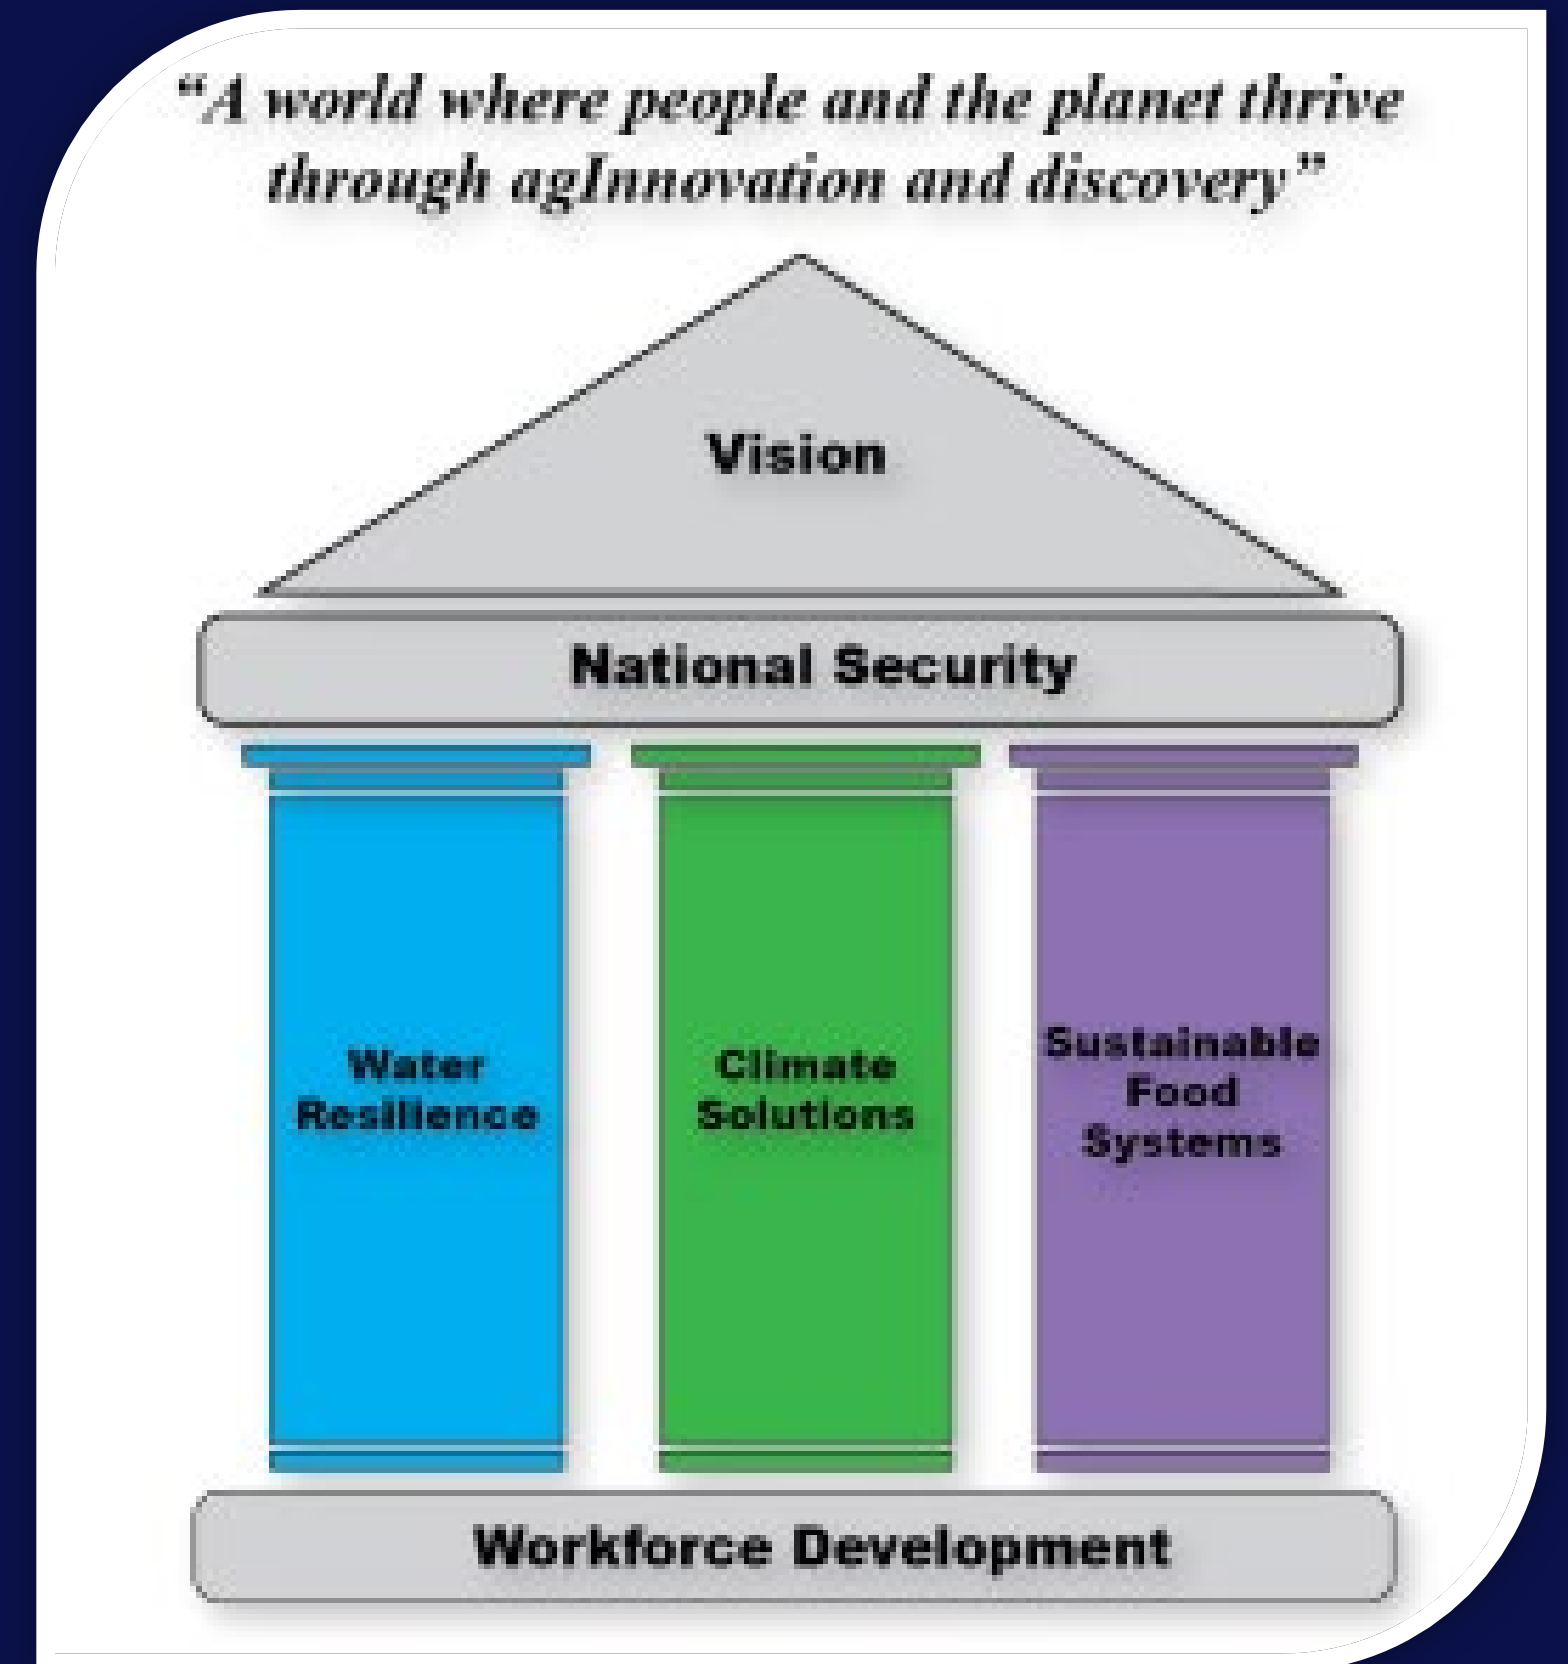 “A world where people and the planet thrive
through agInnovation and discovery”
Vision
National Security
Water
Resilience
Climate
Solutions
Sustainable
Food
Systems
Workforce Development